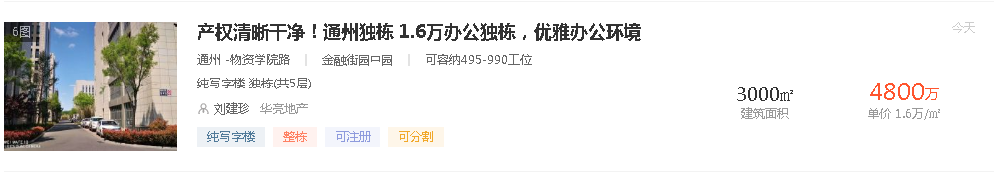 6图
产权清晰干净！通州独栋 1.6万办公独栋，优雅办公环境
今天
通州 -物资学院路 | 金融街园中园 | 可容纳495-990工位
纯写字楼 独栋(共5层)
刘建珍 华亮地产
3000㎡
建筑面积
4800万
单价 1.6万/㎡
纯写字楼 整栋 可注册 可分割